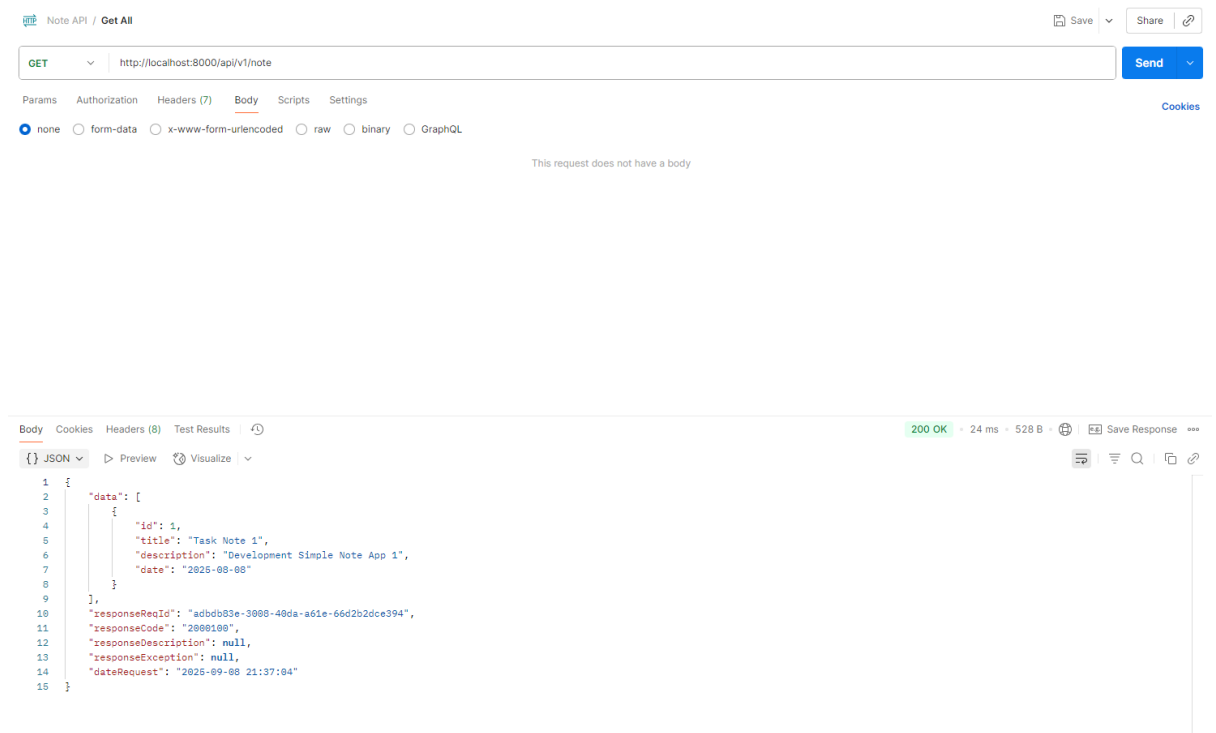 HTTP Note API / Get All Save Share
GET http://localhost:8000/api/v1/note Send
Params Authorization Headers (7) Body Scripts Settings Cookies
none form-data x-www-form-urlencoded raw binary GraphQL
This request does not have a body
Body Cookies Headers (8) Test Results 200 OK • 24 ms • 528 B • e.g. Save Response
{} JSON Preview Visualize
1 {
2 "data": [
3 {
4 "id": 1,
5 "title": "Task Note 1",
6 "description": "Development Simple Note App 1",
7 "date": "2025-08-08"
8 }
9 ],
10 "responseReqId": "adbdb83e-3008-40da-a61e-66d2b2dce394",
11 "responseCode": "2000100",
12 "responseDescription": null,
13 "responseException": null,
14 "dateRequest": "2025-09-08 21:37:04"
15 }